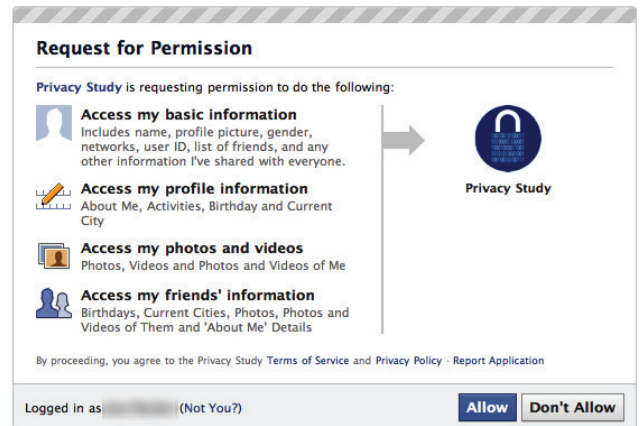 Request for Permission
Privacy Study is requesting permission to do the following:
Access my basic information
Includes name, profile picture, gender,
networks, user ID, list of friends, and any
other information I've shared with everyone.
Access my profile information
About Me, Activities, Birthday and Current
City
Access my photos and videos
Photos, Videos and Photos and Videos of Me
Access my friends' information
Birthdays, Current Cities, Photos, Photos and
Videos of Them and 'About Me' Details
Privacy Study
By proceeding, you agree to the Privacy Study Terms of Service and Privacy Policy · Report Application
Logged in as (Not You?)
Allow
Don't Allow